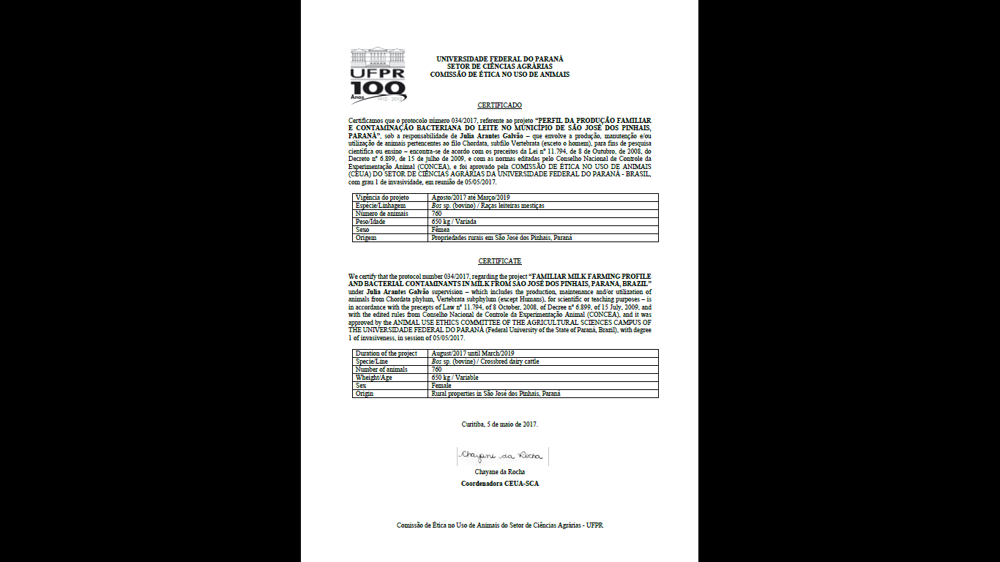 UFPR
100
Anos
1912 - 2012
UNIVERSIDADE FEDERAL DO PARANÁ
SETOR DE CIÊNCIAS AGRÁRIAS
COMISSÃO DE ÉTICA NO USO DE ANIMAIS
CERTIFICADO
Certificamos que o protocolo número 034/2017, referente ao projeto “PERFIL DA PRODUÇÃO FAMILIAR
E CONTAMINAÇÃO BACTERIANA DO LEITE NO MUNICÍPIO DE SÃO JOSÉ DOS PINHAIS,
PARANÁ”, sob a responsabilidade de Julia Arantes Galvão – que envolve a produção, manutenção e/ou
utilização de animais pertencentes ao filo Chordata, subfilo Vertebrata (exceto o homem), para fins de pesquisa
científica ou ensino – encontra-se de acordo com os preceitos da Lei nº 11.794, de 8 de Outubro, de 2008, do
Decreto nº 6.899, de 15 de julho de 2009, e com as normas editadas pelo Conselho Nacional de Controle da
Experimentação Animal (CONCEA), e foi aprovado pela COMISSÃO DE ÉTICA NO USO DE ANIMAIS
(CEUA) DO SETOR DE CIÊNCIAS AGRÁRIAS DA UNIVERSIDADE FEDERAL DO PARANÁ - BRASIL,
com grau 1 de invasividade, em reunião de 05/05/2017.
Vigência do projeto Agosto/2017 até Março/2019
Espécie/Linhagem Bos sp. (bovino) / Raças leiteiras mestiças
Número de animais 760
Peso/Idade 650 kg / Variada
Sexo Fêmea
Origem Propriedades rurais em São José dos Pinhais, Paraná
CERTIFICATE
We certify that the protocol number 034/2017, regarding the project “FAMILIAR MILK FARMING PROFILE
AND BACTERIAL CONTAMINANTS IN MILK FROM SÃO JOSÉ DOS PINHAIS, PARANA, BRAZIL”
under Julia Arantes Galvão supervision – which includes the production, maintenance and/or utilization of
animals from Chordata phylum, Vertebrata subphylum (except Humans), for scientific or teaching purposes – is
in accordance with the precepts of Law nº 11.794, of 8 October, 2008, of Decree nº 6.899, of 15 July, 2009, and
with the edited rules from Conselho Nacional de Controle da Experimentação Animal (CONCEA), and it was
approved by the ANIMAL USE ETHICS COMMITTEE OF THE AGRICULTURAL SCIENCES CAMPUS OF
THE UNIVERSIDADE FEDERAL DO PARANÁ (Federal University of the State of Paraná, Brazil), with degree
1 of invasiveness, in session of 05/05/2017.
Duration of the project August/2017 until March/2019
Specie/Line Bos sp. (bovine) / Crossbred dairy cattle
Number of animals 760
Wheight/Age 650 kg / Variable
Sex Female
Origin Rural properties in São José dos Pinhais, Paraná
Curitiba, 5 de maio de 2017.
Chayane da Rocha
Chayane da Rocha
Coordenadora CEUA-SCA
Comissão de Ética no Uso de Animais do Setor de Ciências Agrárias - UFPR